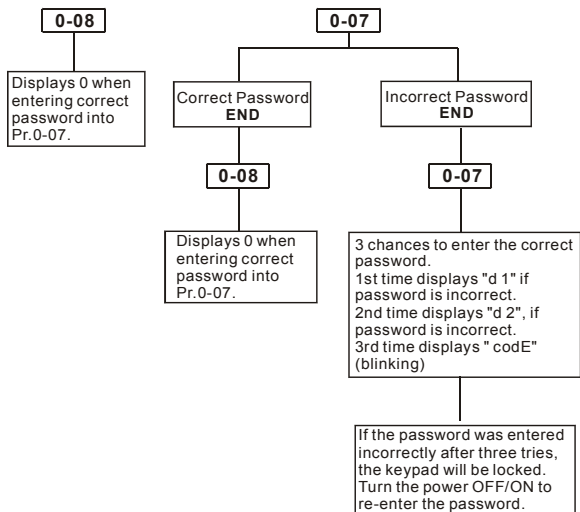 0-08
Displays 0 when
entering correct
password into
Pr.0-07.
0-07
Correct Password
END
0-08
Displays 0 when
entering correct
password into
Pr.0-07.
Incorrect Password
END
0-07
3 chances to enter the correct
password.
1st time displays "d 1" if
password is incorrect.
2nd time displays "d 2", if
password is incorrect.
3rd time displays " codE"
(blinking)
If the password was entered
incorrectly after three tries,
the keypad will be locked.
Turn the power OFF/ON to
re-enter the password.